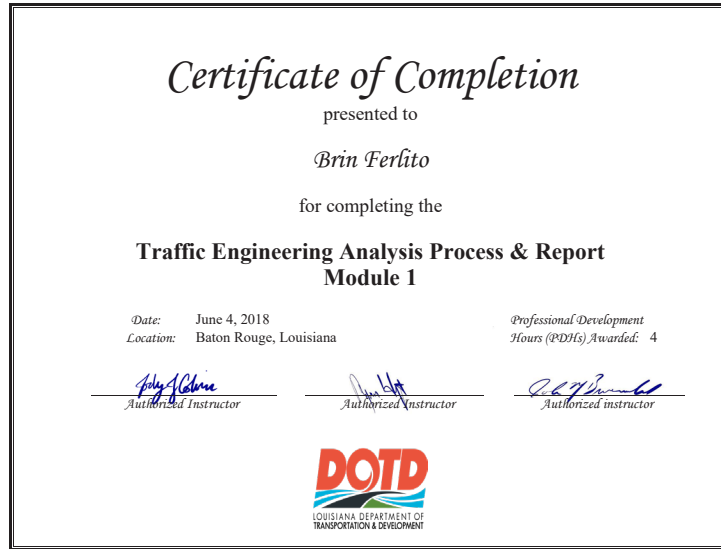 Certificate of Completion
presented to
Brin Ferlito
for completing the
Traffic Engineering Analysis Process & Report
Module 1
Date: June 4, 2018
Location: Baton Rouge, Louisiana
Professional Development
Hours (PDHs) Awarded: 4
Authorized Instructor
Authorized Instructor
Authorized instructor
DOTD
LOUISIANA DEPARTMENT OF
TRANSPORTATION & DEVELOPMENT